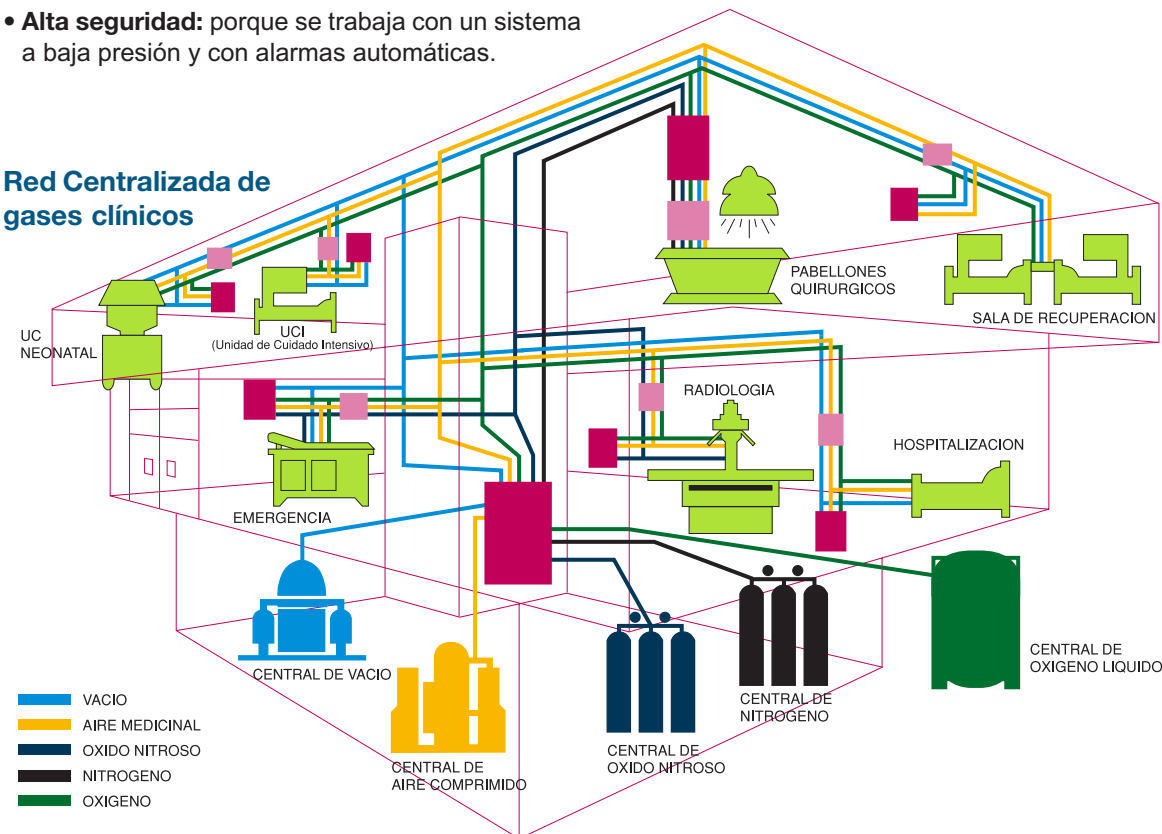 • Alta seguridad: porque se trabaja con un sistema
a baja presión y con alarmas automáticas.
Red Centralizada de
gases clínicos
UC
NEONATAL
UCI
(Unidad de Cuidado Intensivo)
PABELLONES
QUIRURGICOS
SALA DE RECUPERACION
EMERGENCIA
RADIOLOGIA
HOSPITALIZACION
CENTRAL DE VACIO
CENTRAL DE
AIRE COMPRIMIDO
CENTRAL DE
OXIDO NITROSO
CENTRAL DE
NITROGENO
CENTRAL DE
OXIGENO LIQUIDO
VACIO
AIRE MEDICINAL
OXIDO NITROSO
NITROGENO
OXIGENO